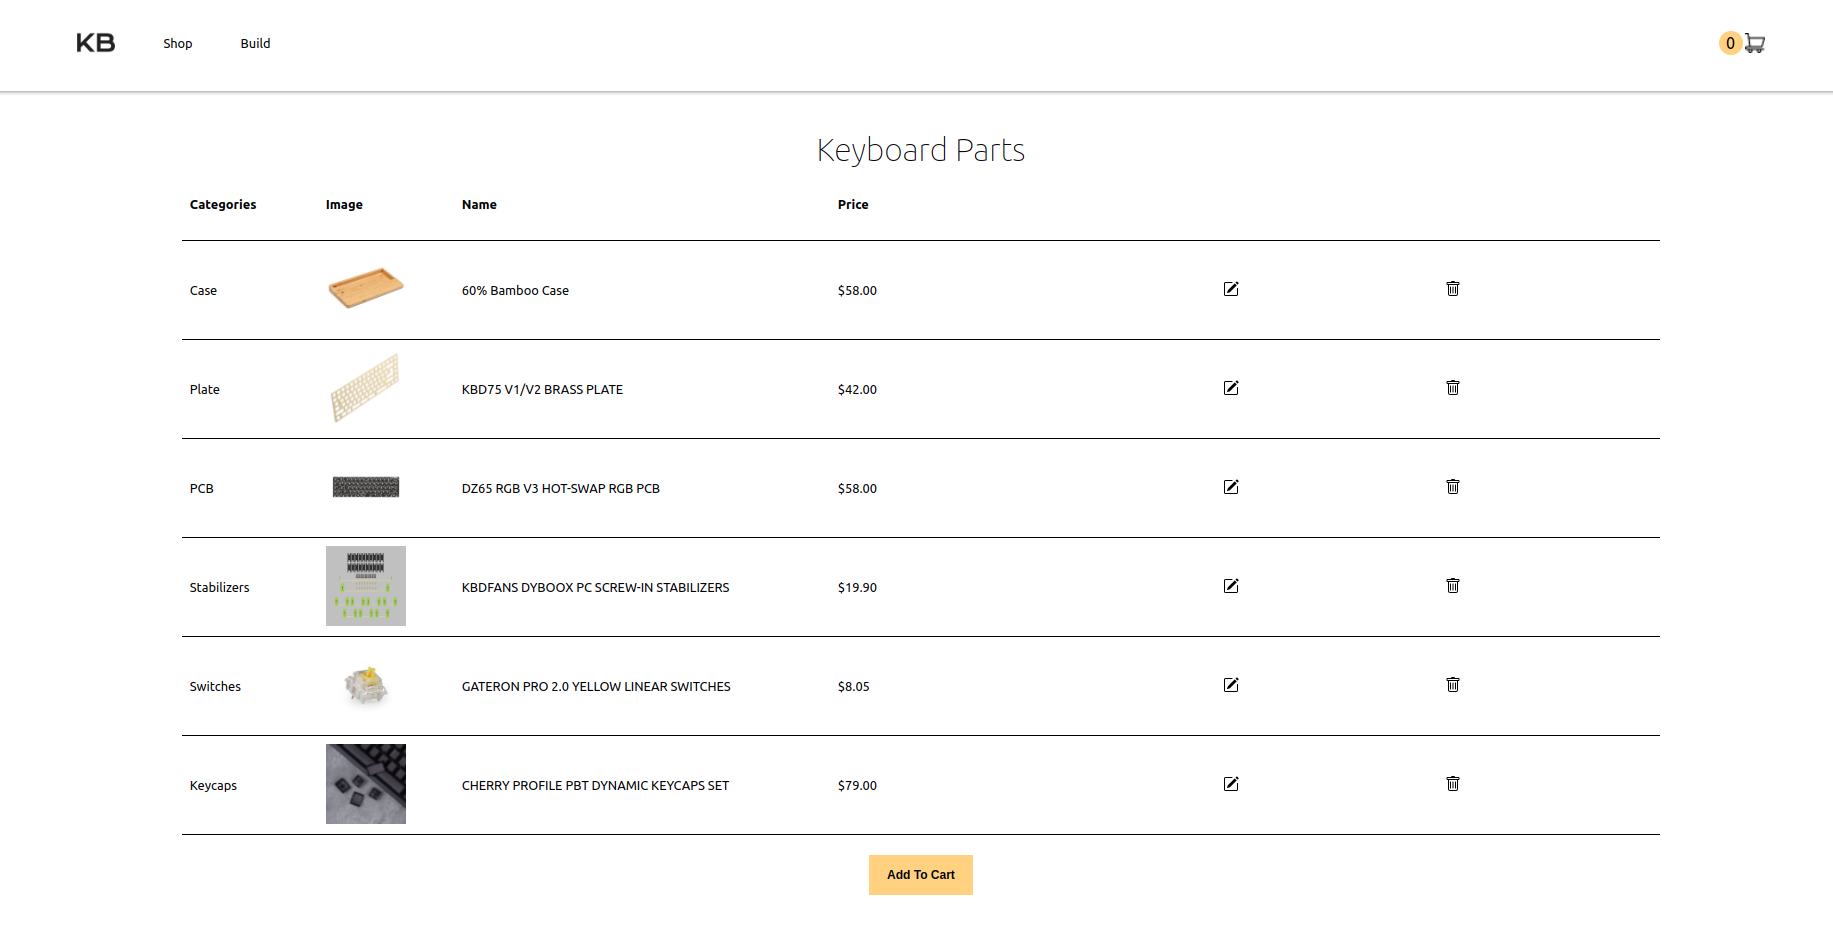 KB Shop Build 0
Keyboard Parts
Categories Image Name Price
Case 60% Bamboo Case $58.00
Plate KBD75 V1/V2 BRASS PLATE $42.00
PCB DZ65 RGB V3 HOT-SWAP RGB PCB $58.00
Stabilizers KBDFANS DYBOOX PC SCREW-IN STABILIZERS $19.90
Switches GATERON PRO 2.0 YELLOW LINEAR SWITCHES $8.05
Keycaps CHERRY PROFILE PBT DYNAMIC KEYCAPS SET $79.00
Add To Cart